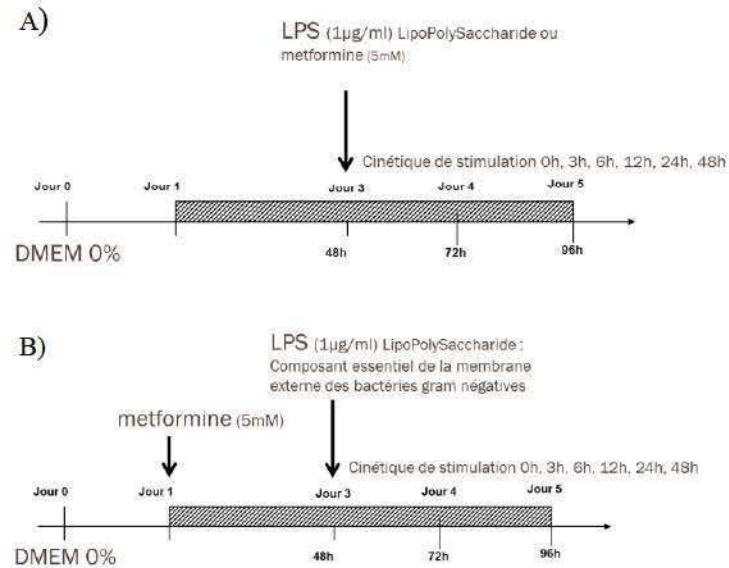 A)
LPS (1µg/ml) LipoPolySaccharide ou
metformine (5mM)
Cinétique de stimulation 0h, 3h, 6h, 12h, 24h, 48h
Jour 0 Jour 1 Jour 3 Jour 4 Jour 5
DMEM 0% 48h 72h 96h
B)
LPS (1µg/ml) LipoPolySaccharide :
Composant essentiel de la membrane
externe des bactéries gram négatives
metformine (5mM)
Cinétique de stimulation 0h, 3h, 6h, 12h, 24h, 48h
Jour 0 Jour 1 Jour 3 Jour 4 Jour 5
DMEM 0% 48h 72h 96h